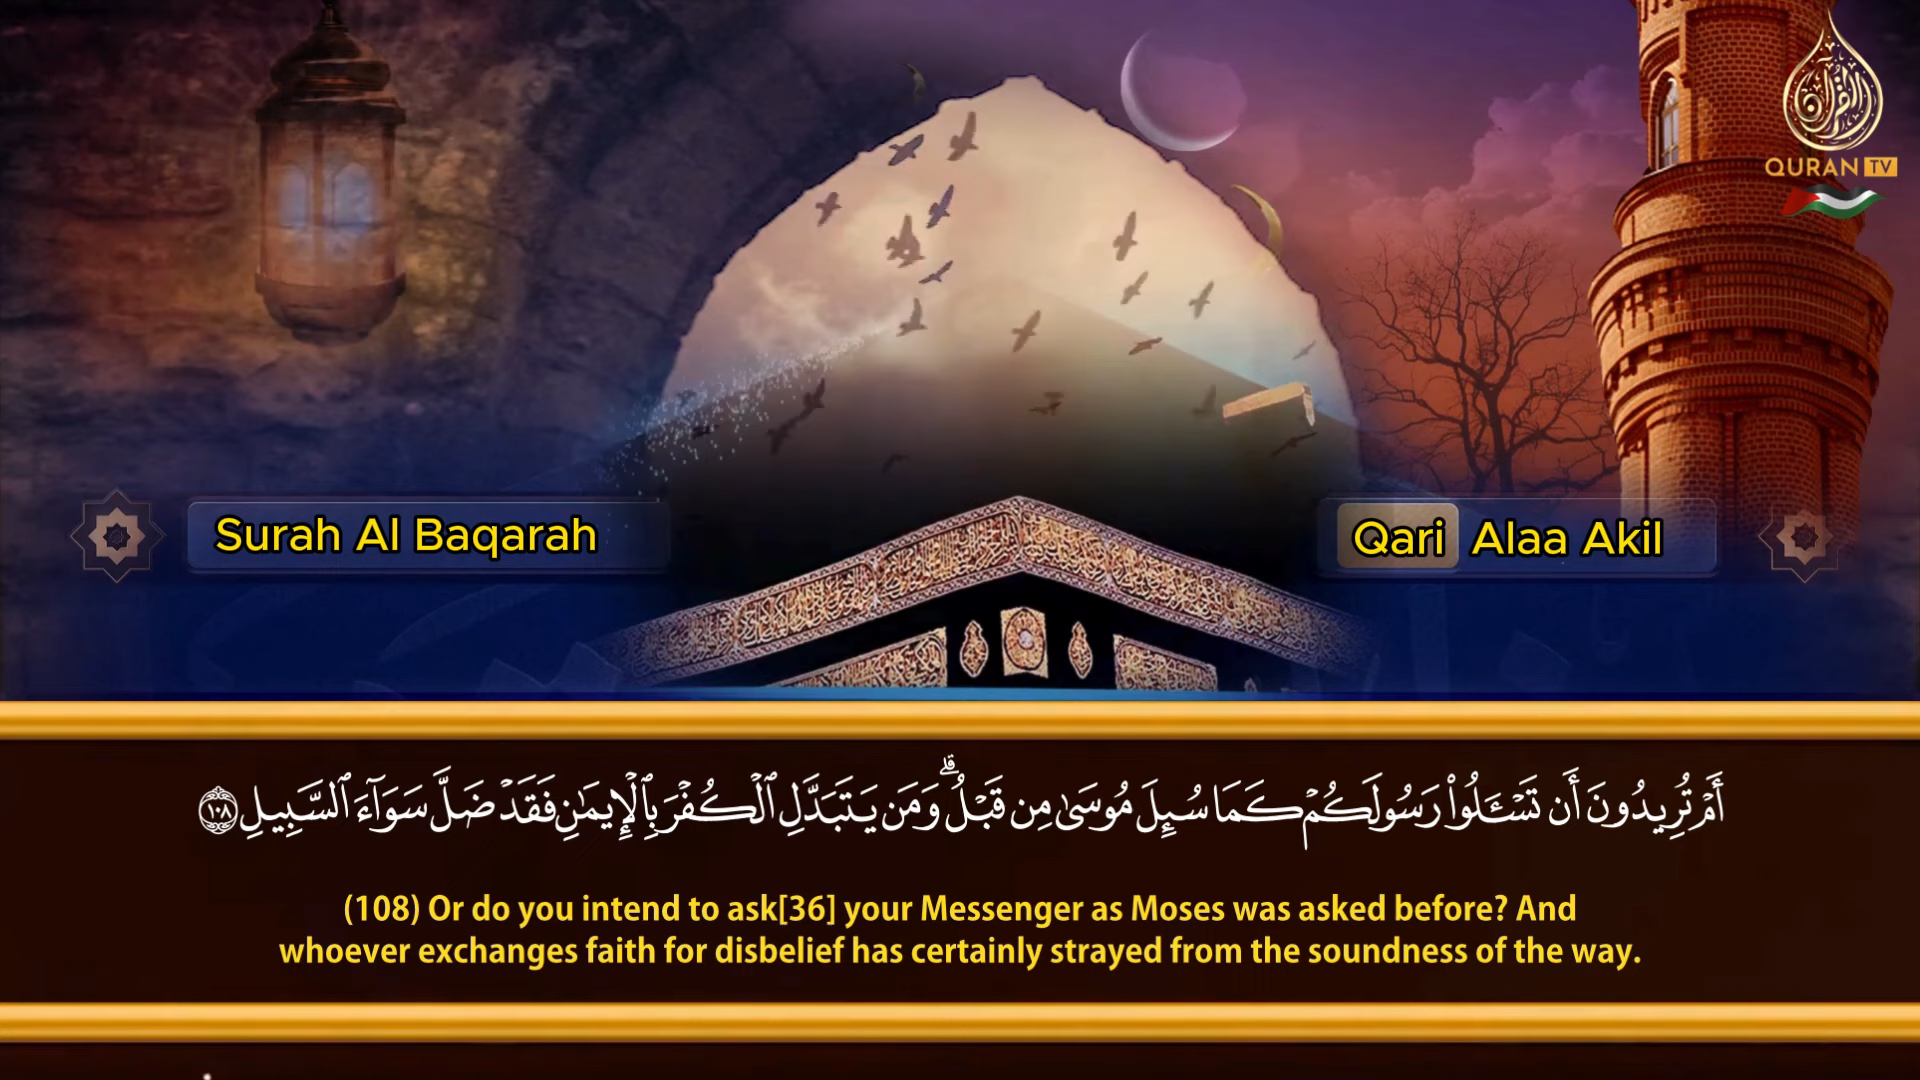 القرآن
QURAN TV
Surah Al Baqarah
Qari Alaa Akil
أَمْ تُرِيدُونَ أَن تَسْـَٔلُوا۟ رَسُولَكُمْ كَمَا سُئِلَ مُوسَىٰ مِن قَبْلُ ۗ وَمَن يَتَبَدَّلِ ٱلْكُفْرَ بِٱلْإِيمَـٰنِ فَقَدْ ضَلَّ سَوَآءَ ٱلسَّبِيلِ ١٠٨
(108) Or do you intend to ask[36] your Messenger as Moses was asked before? And
whoever exchanges faith for disbelief has certainly strayed from the soundness of the way.